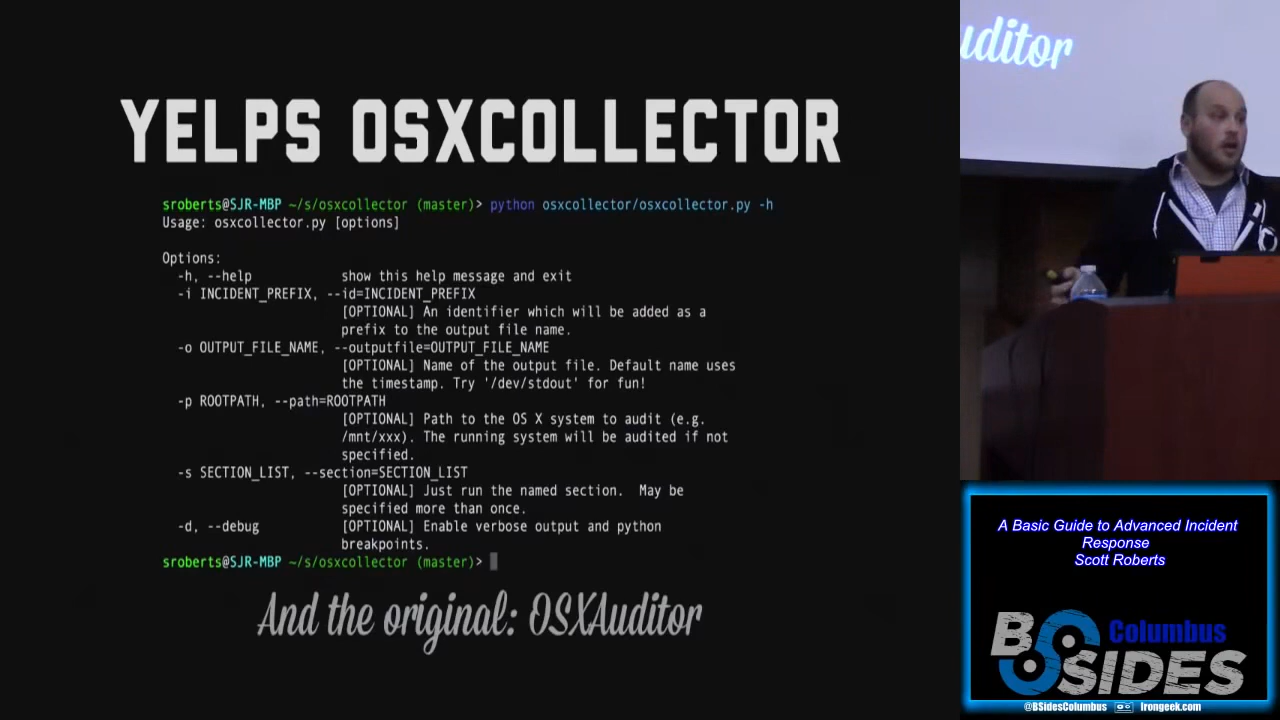 YELPS OSXCOLLECTOR
sroberts@SJR-MBP ~/s/osxcollector (master)> python osxcollector/osxcollector.py -h
Usage: osxcollector.py [options]
Options:
-h, --help show this help message and exit
-i INCIDENT_PREFIX, --id=INCIDENT_PREFIX
[OPTIONAL] An identifier which will be added as a
prefix to the output file name.
-o OUTPUT_FILE_NAME, --outputfile=OUTPUT_FILE_NAME
[OPTIONAL] Name of the output file. Default name uses
the timestamp. Try '/dev/stdout' for fun!
-p ROOTPATH, --path=ROOTPATH
[OPTIONAL] Path to the OS X system to audit (e.g.
/mnt/xxx). The running system will be audited if not
specified.
-s SECTION_LIST, --section=SECTION_LIST
[OPTIONAL] Just run the named section. May be
specified more than once.
-d, --debug [OPTIONAL] Enable verbose output and python
breakpoints.
sroberts@SJR-MBP ~/s/osxcollector (master)>
And the original: OSXAuditor
uditor
A Basic Guide to Advanced Incident
Response
Scott Roberts
Columbus
BSIDES
@BSidesColumbus Irongeek.com